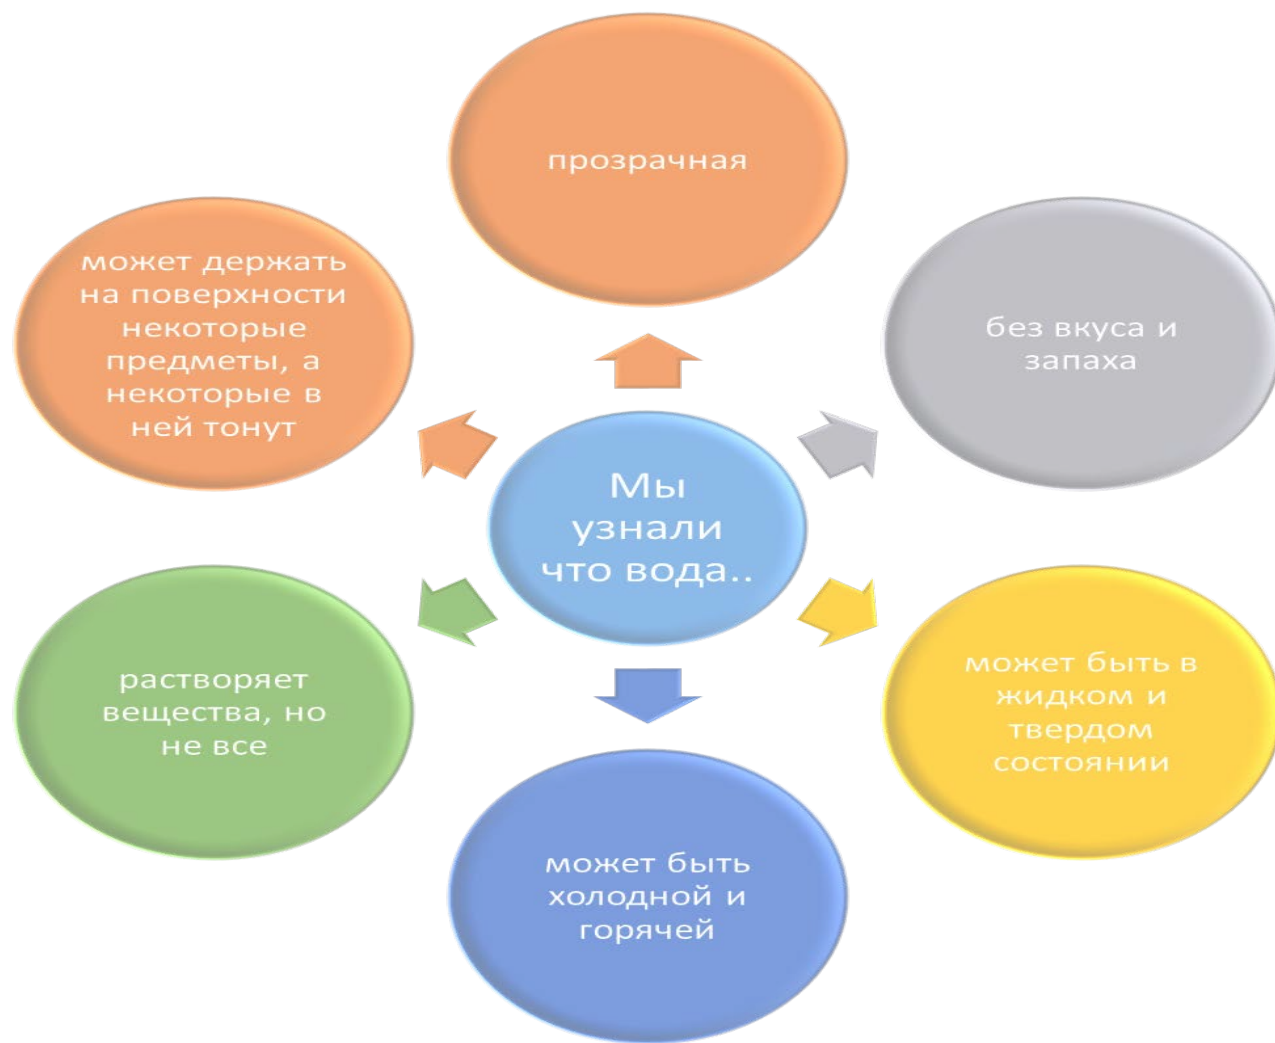 прозрачная
без вкуса и
запаха
может быть в
жидком и
твердом
состоянии
может быть
холодной и
горячей
растворяет
вещества, но
не все
может держать
на поверхности
некоторые
предметы, а
некоторые в
ней тонут
Мы
узнали
что вода..